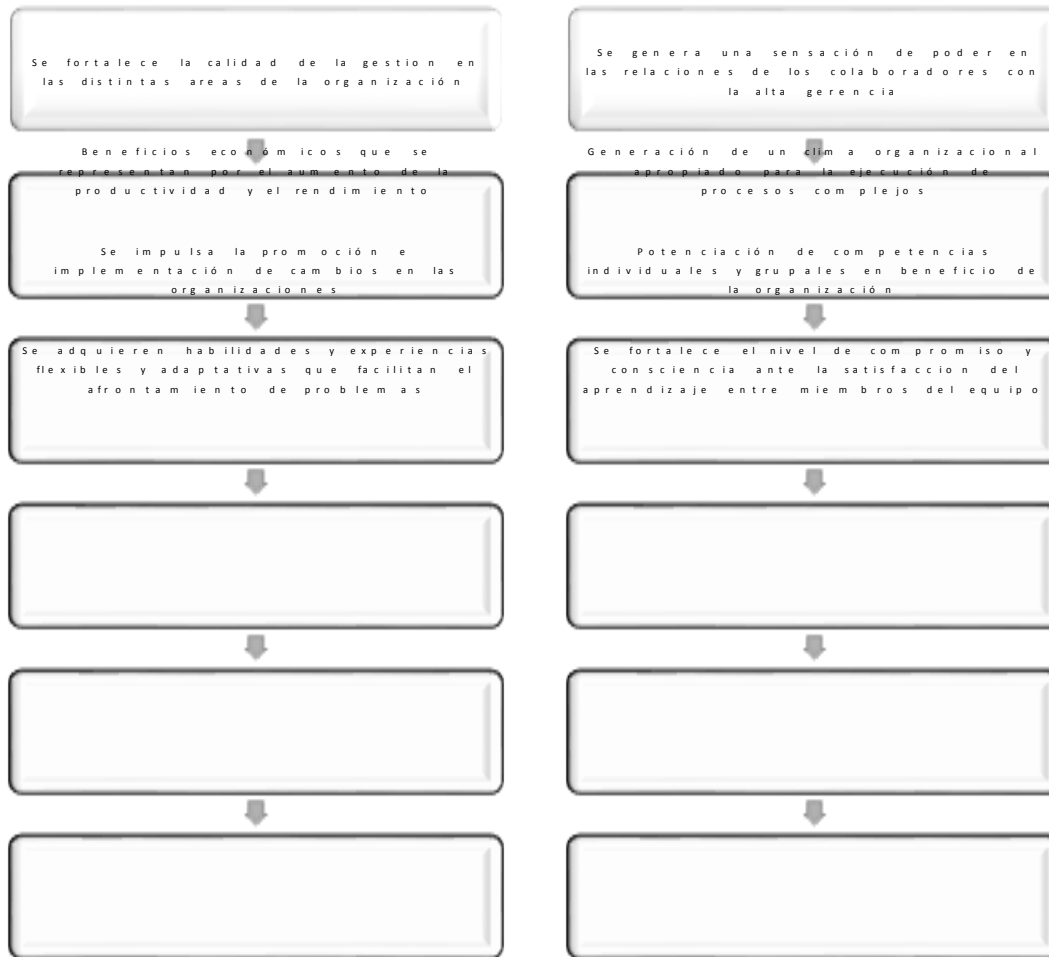 Se fortalece la calidad de la gestion en
las distintas areas de la organización
Beneficios económicos que se
representan por el aumento de la
productividad y el rendimiento
Se impulsa la promoción e
implementación de cambios en las
organizaciones
Se adquieren habilidades y experiencias
flexibles y adaptativas que facilitan el
afrontamiento de problemas
Se genera una sensación de poder en
las relaciones de los colaboradores con
la alta gerencia
Generación de un clima organizacional
apropiado para la ejecución de
procesos complejos
Potenciación de competencias
individuales y grupales en beneficio de
la organización
Se fortalece el nivel de compromiso y
consciencia ante la satisfaccion del
aprendizaje entre miembros del equipo